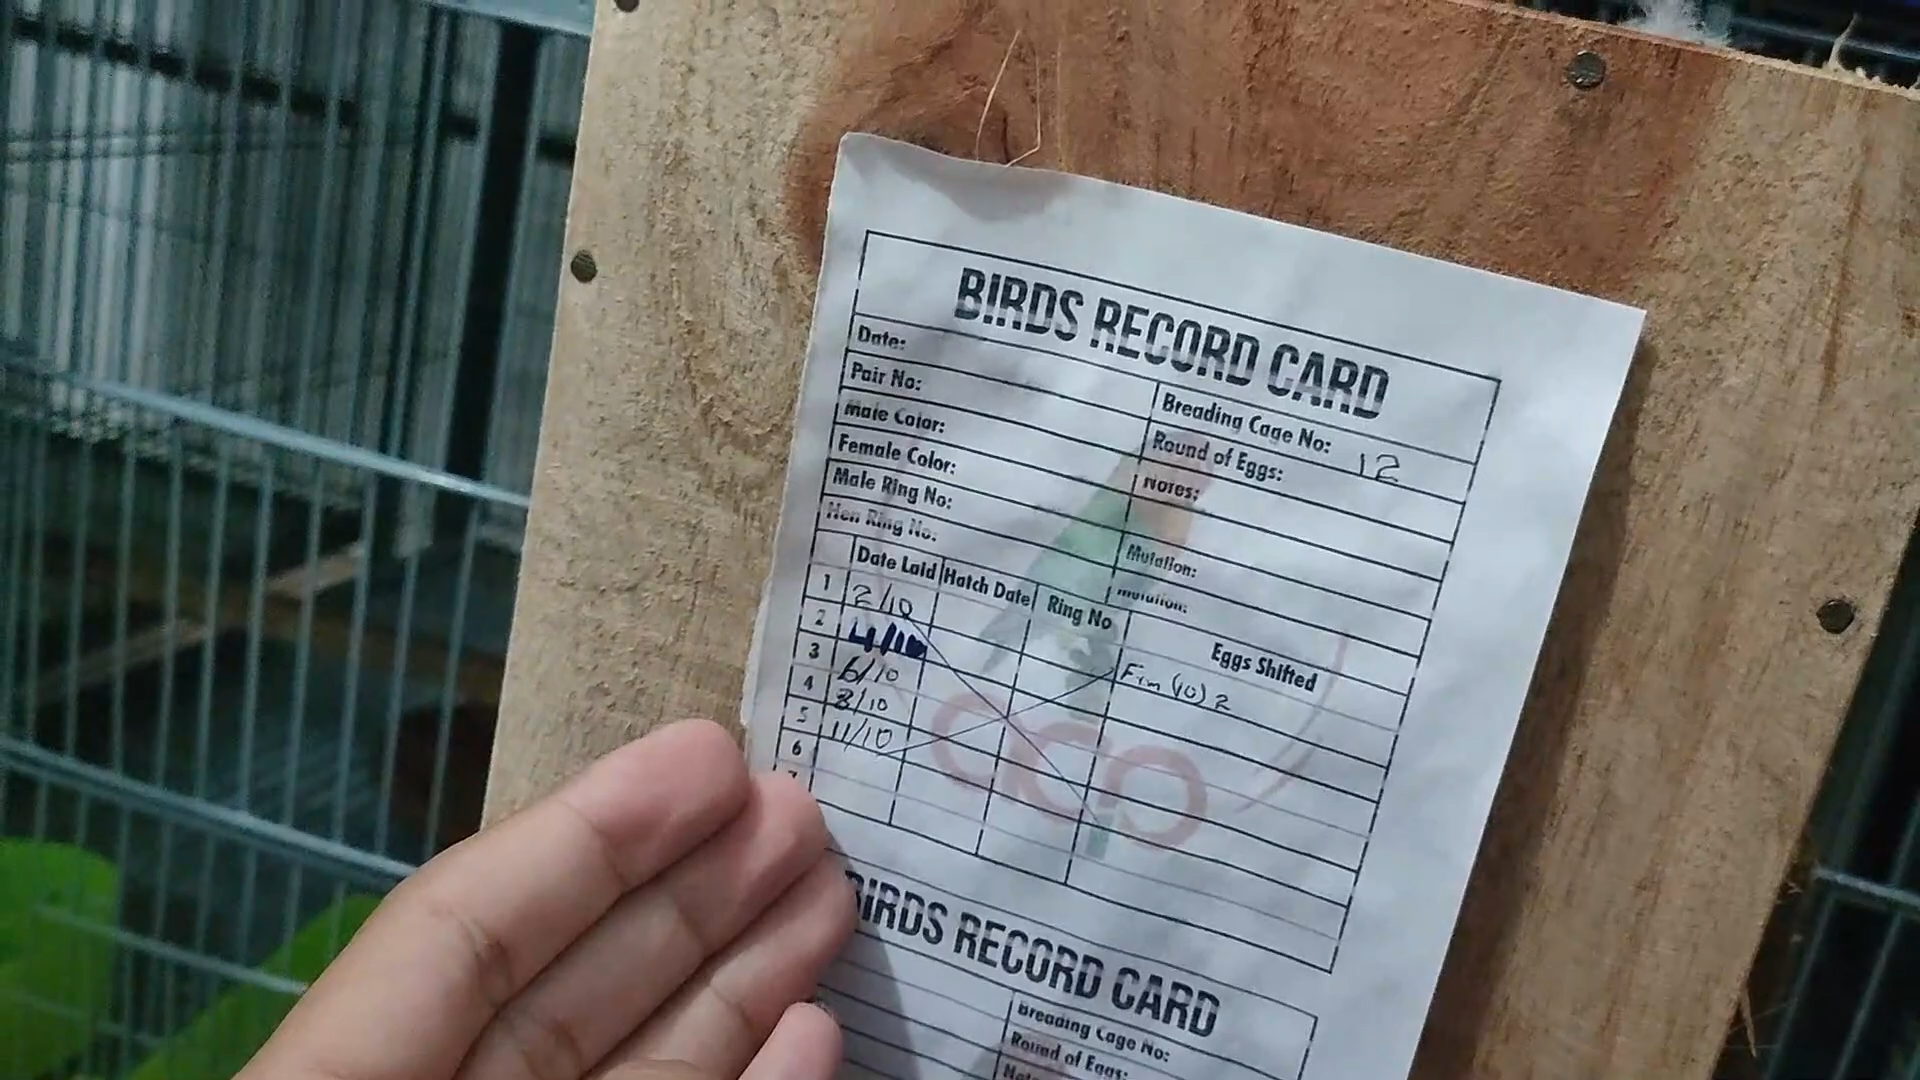 BIRDS RECORD CARD
Date:
Breading Cage No: 12
Pair No:
Round of Eggs:
Male Color:
Notes:
Female Color:
Male Ring No:
Mutation:
Hen Ring No:
Mutation:
Date Laid Hatch Date Ring No Eggs Shifted
1 2/10
2 4/10
3 6/10 (10) 2
4 8/10
5 11/10
6
BIRDS RECORD CARD
Breading Cage No:
Round of Eggs: